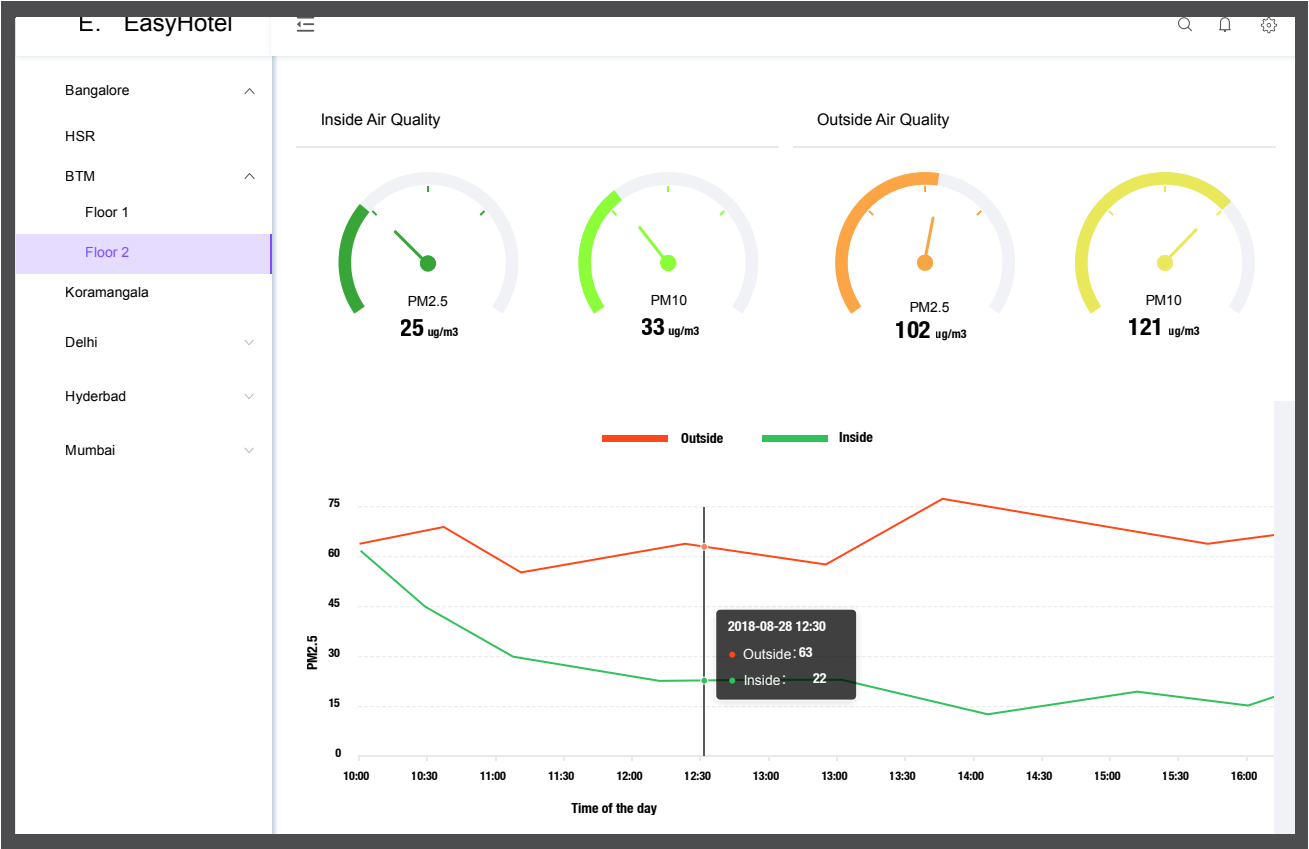 E. EasyHotel
Bangalore
HSR
BTM
Floor 1
Floor 2
Koramangala
Delhi
Hyderbad
Mumbai
Inside Air Quality
PM2.5
25 ug/m3
PM10
33 ug/m3
Outside Air Quality
PM2.5
102 ug/m3
PM10
121 ug/m3
Outside
Inside
75
60
45
30
15
0
PM2.5
2018-08-28 12:30
Outside: 63
Inside: 22
10:00 10:30 11:00 11:30 12:00 12:30 13:00 13:00 13:30 14:00 14:30 15:00 15:30 16:00
Time of the day